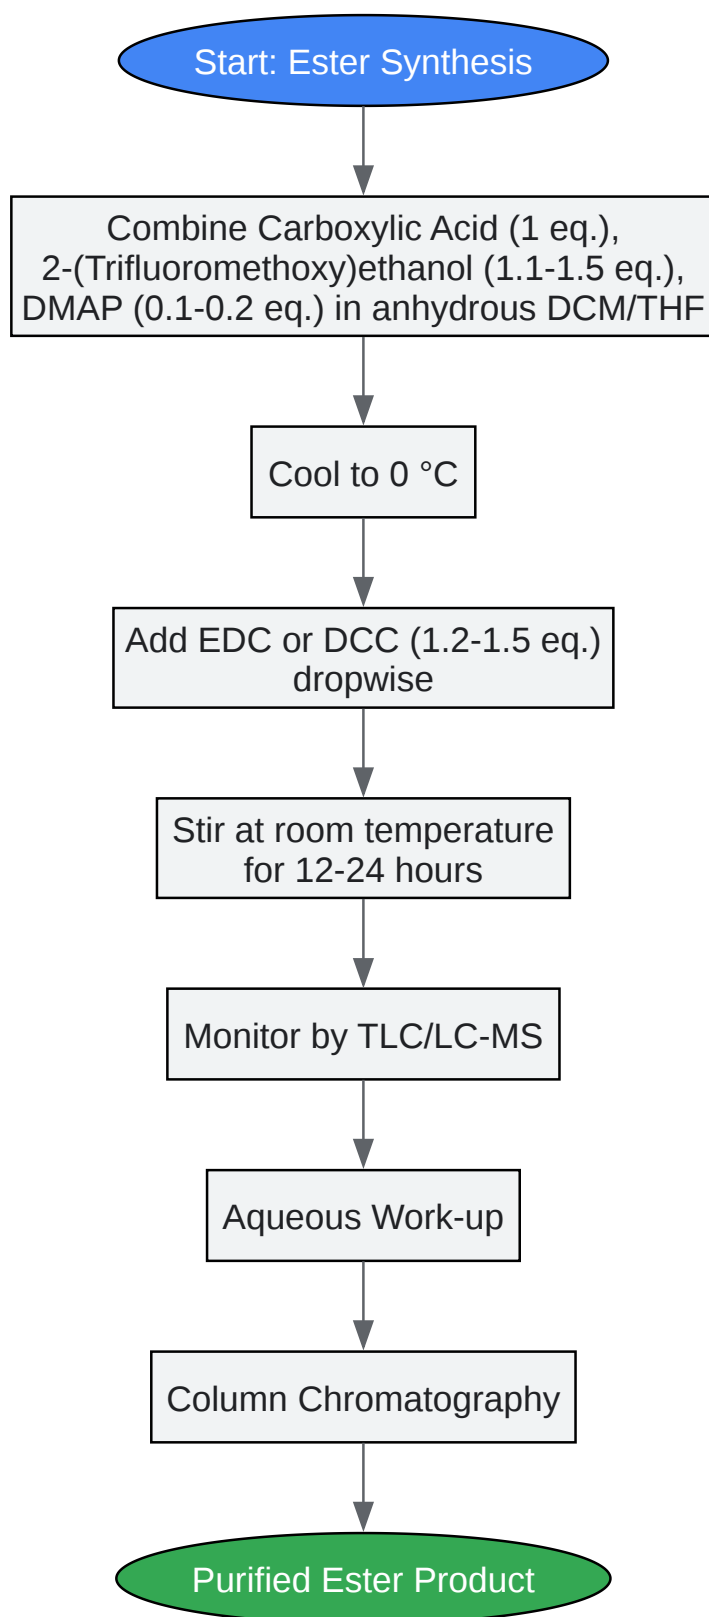 Start: Ester Synthesis
Combine Carboxylic Acid (1 eq.),
2-(Trifluoromethoxy)ethanol (1.1-1.5 eq.),
DMAP (0.1-0.2 eq.) in anhydrous DCM/THF
Cool to 0 °C
Add EDC or DCC (1.2-1.5 eq.)
dropwise
Stir at room temperature
for 12-24 hours
Monitor by TLC/LC-MS
Aqueous Work-up
Column Chromatography
Purified Ester Product